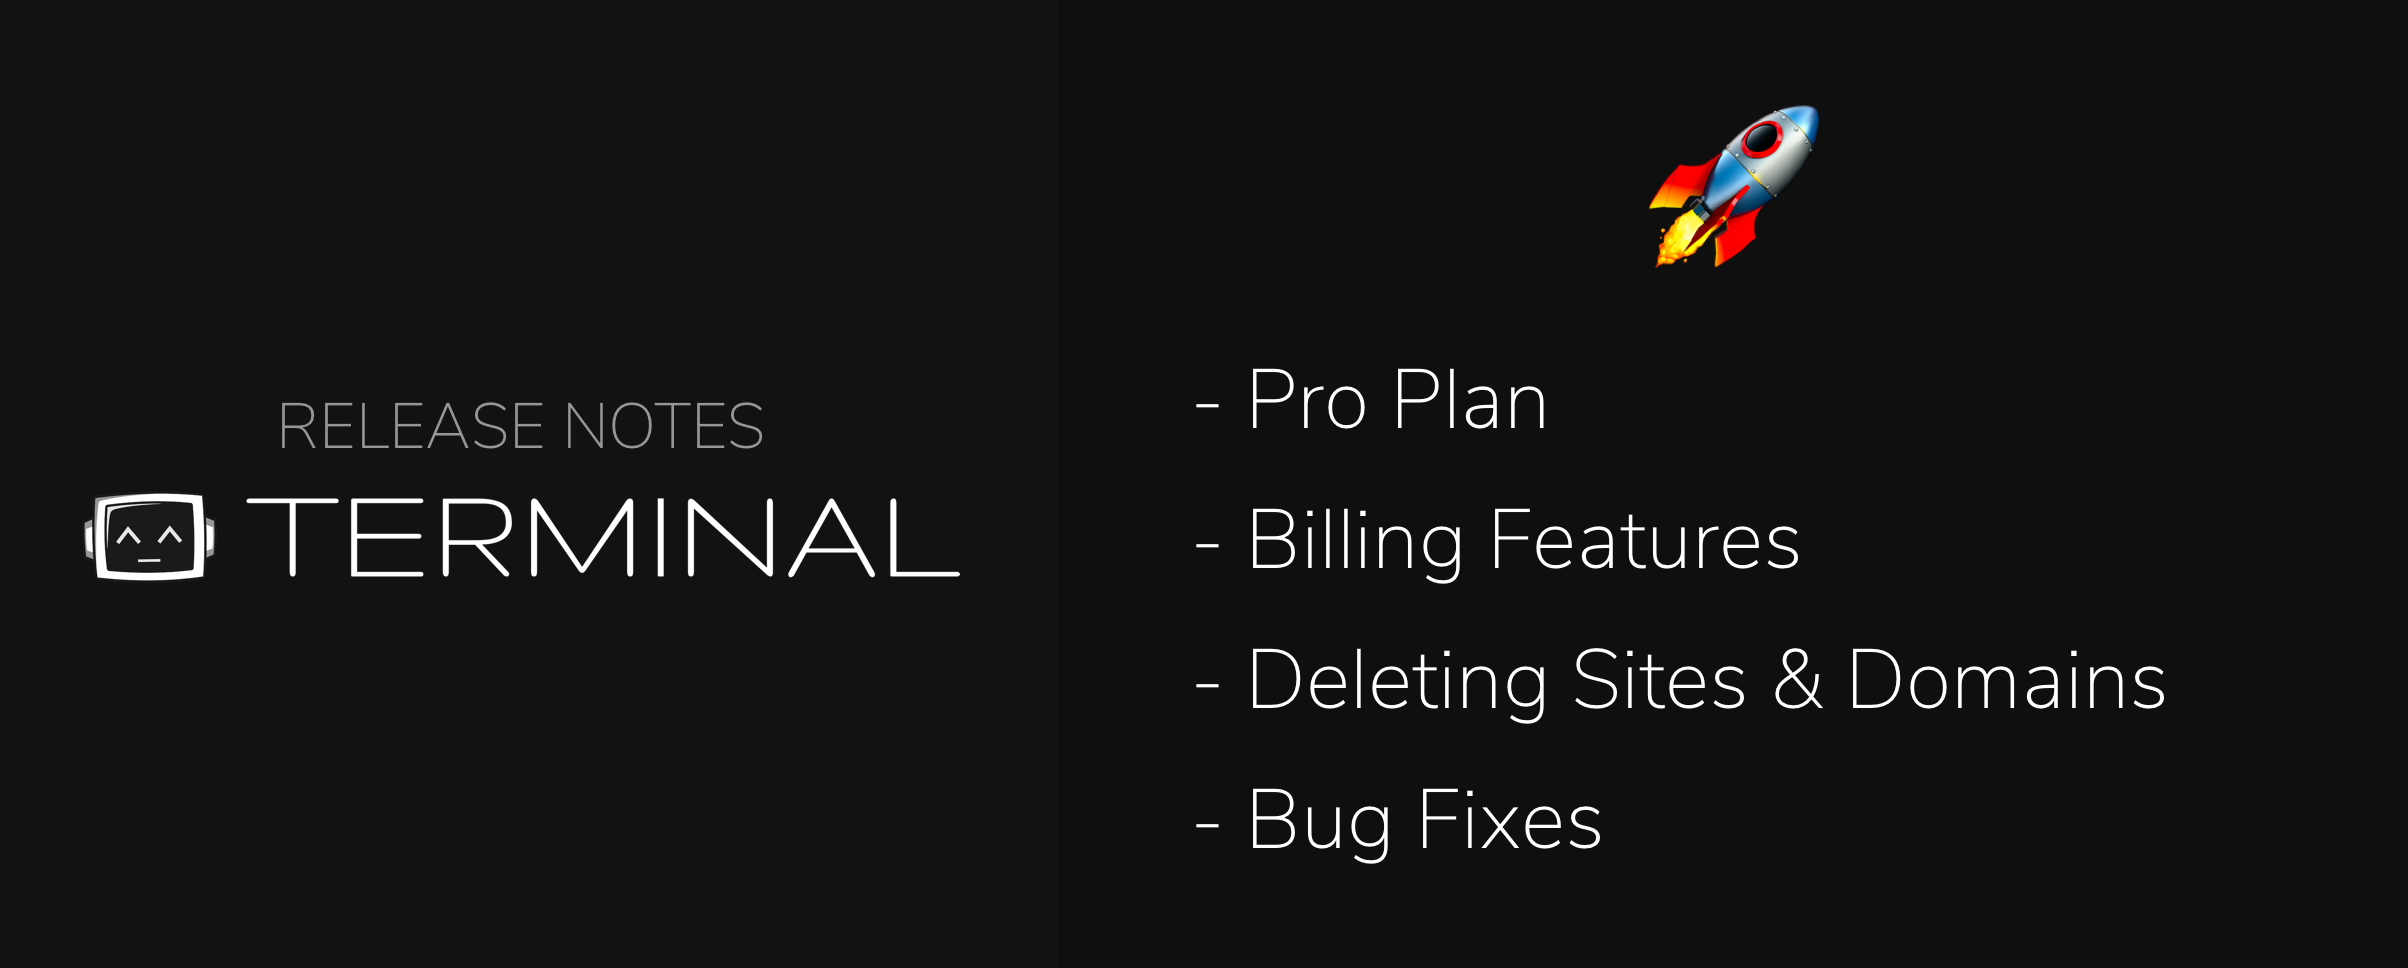 RELEASE NOTES
TERMINAL
- Pro Plan
- Billing Features
- Deleting Sites & Domains
- Bug Fixes